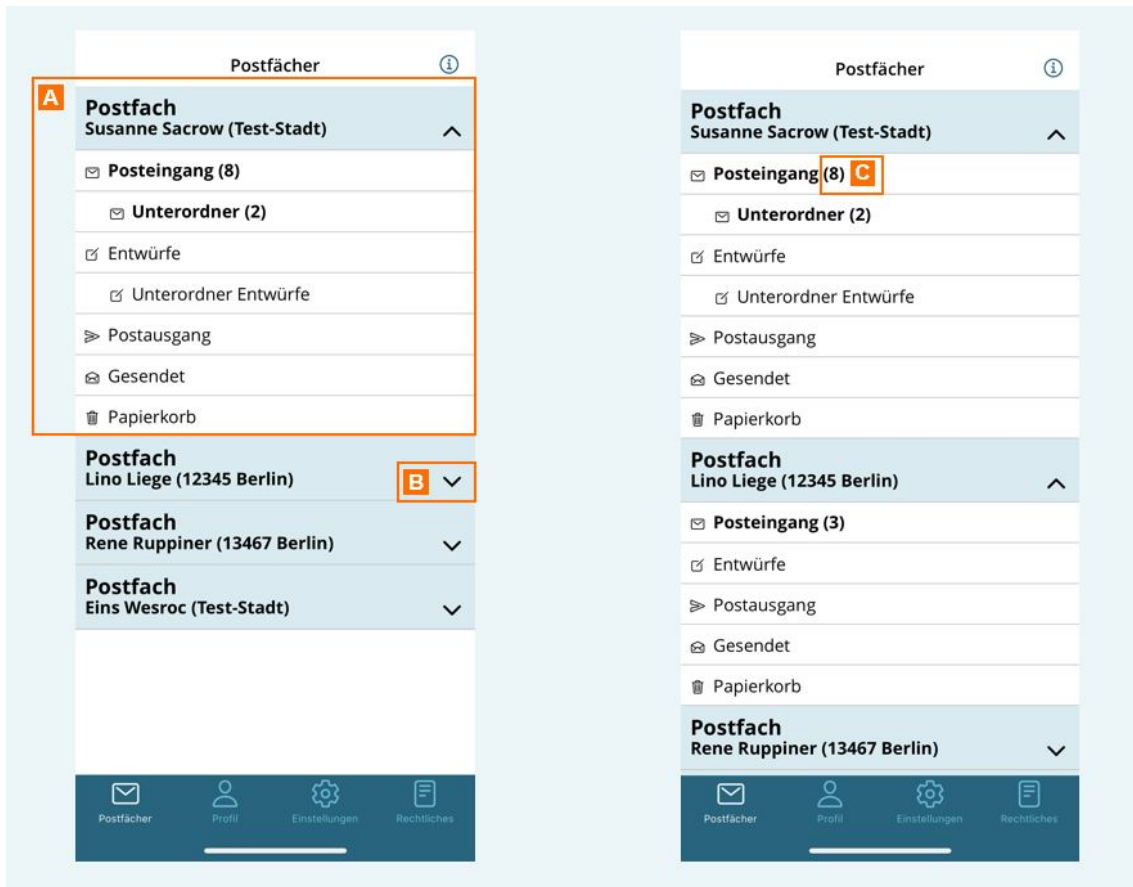 Postfächer
A
Postfach
Susanne Sacrow (Test-Stadt)
Posteingang (8)
Unterordner (2)
Entwürfe
Unterordner Entwürfe
Postausgang
Gesendet
Papierkorb
Postfach
Lino Liege (12345 Berlin)
B
Postfach
Rene Ruppiner (13467 Berlin)
Postfach
Eins Wesroc (Test-Stadt)
Postfächer Profil Einstellungen Rechtliches
Postfächer
Postfach
Susanne Sacrow (Test-Stadt)
Posteingang (8) C
Unterordner (2)
Entwürfe
Unterordner Entwürfe
Postausgang
Gesendet
Papierkorb
Postfach
Lino Liege (12345 Berlin)
Posteingang (3)
Entwürfe
Postausgang
Gesendet
Papierkorb
Postfach
Rene Ruppiner (13467 Berlin)
Postfächer Profil Einstellungen Rechtliches